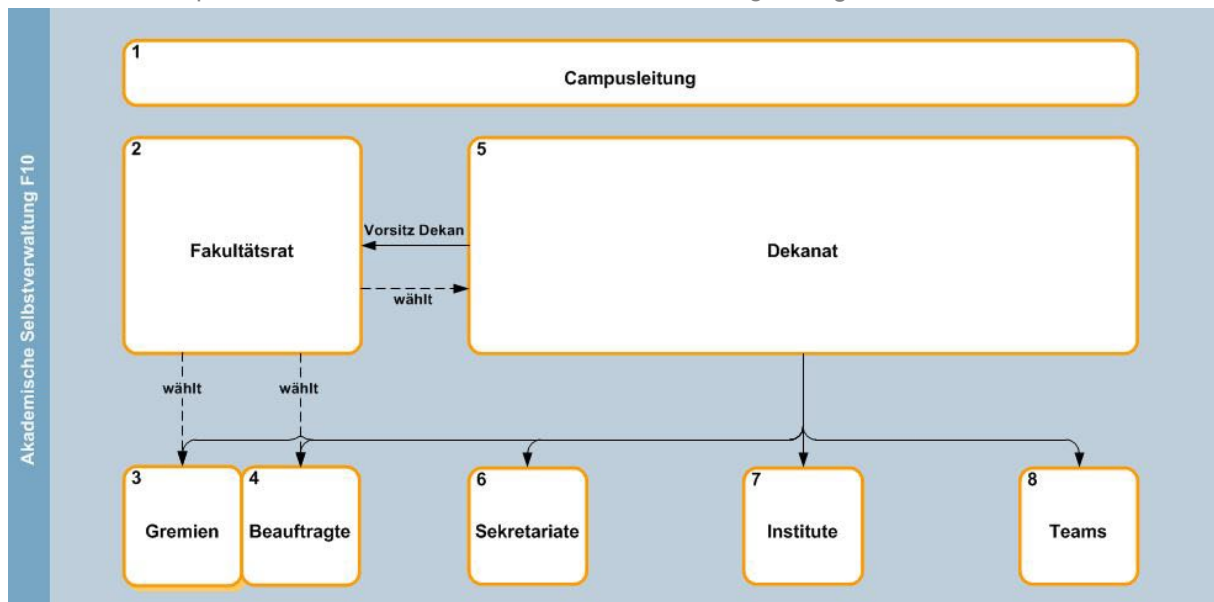 Akademische Selbstverwaltung F10
1
Campusleitung
2
Fakultätsrat
5
Dekanat
Vorsitz Dekan
wählt
wählt
wählt
3
Gremien
4
Beauftragte
6
Sekretariate
7
Institute
8
Teams